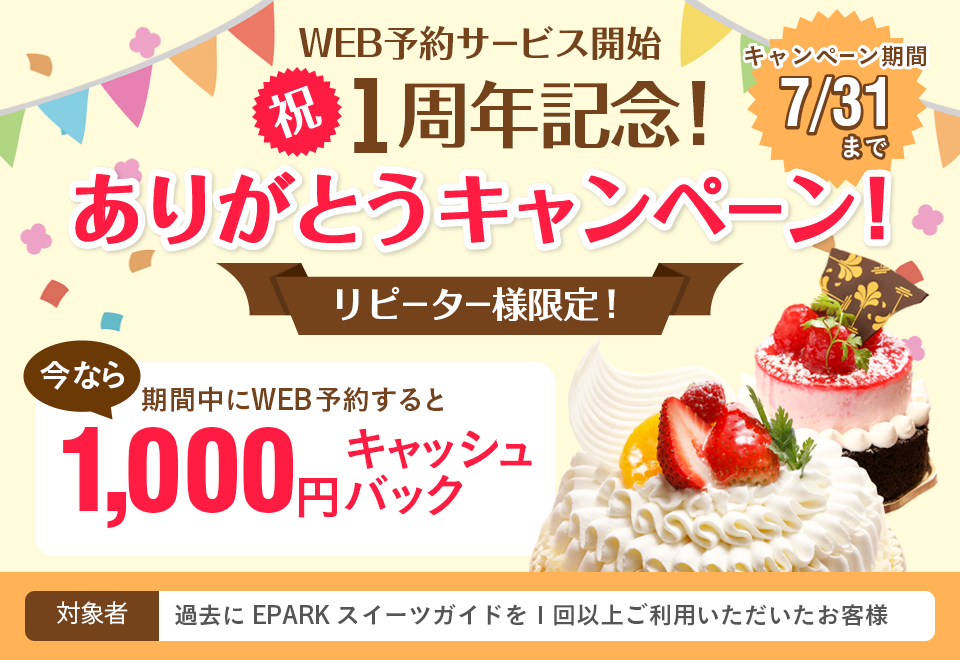 WEB予約サービス開始
祝 1周年記念!
キャンペーン期間
7/31
まで
ありがとうキャンペーン!
リピーター様限定!
今なら
期間中にWEB予約すると
1,000円キャッシュ
バック
対象者 過去に EPARK スイーツガイドを1回以上ご利用いただいたお客様